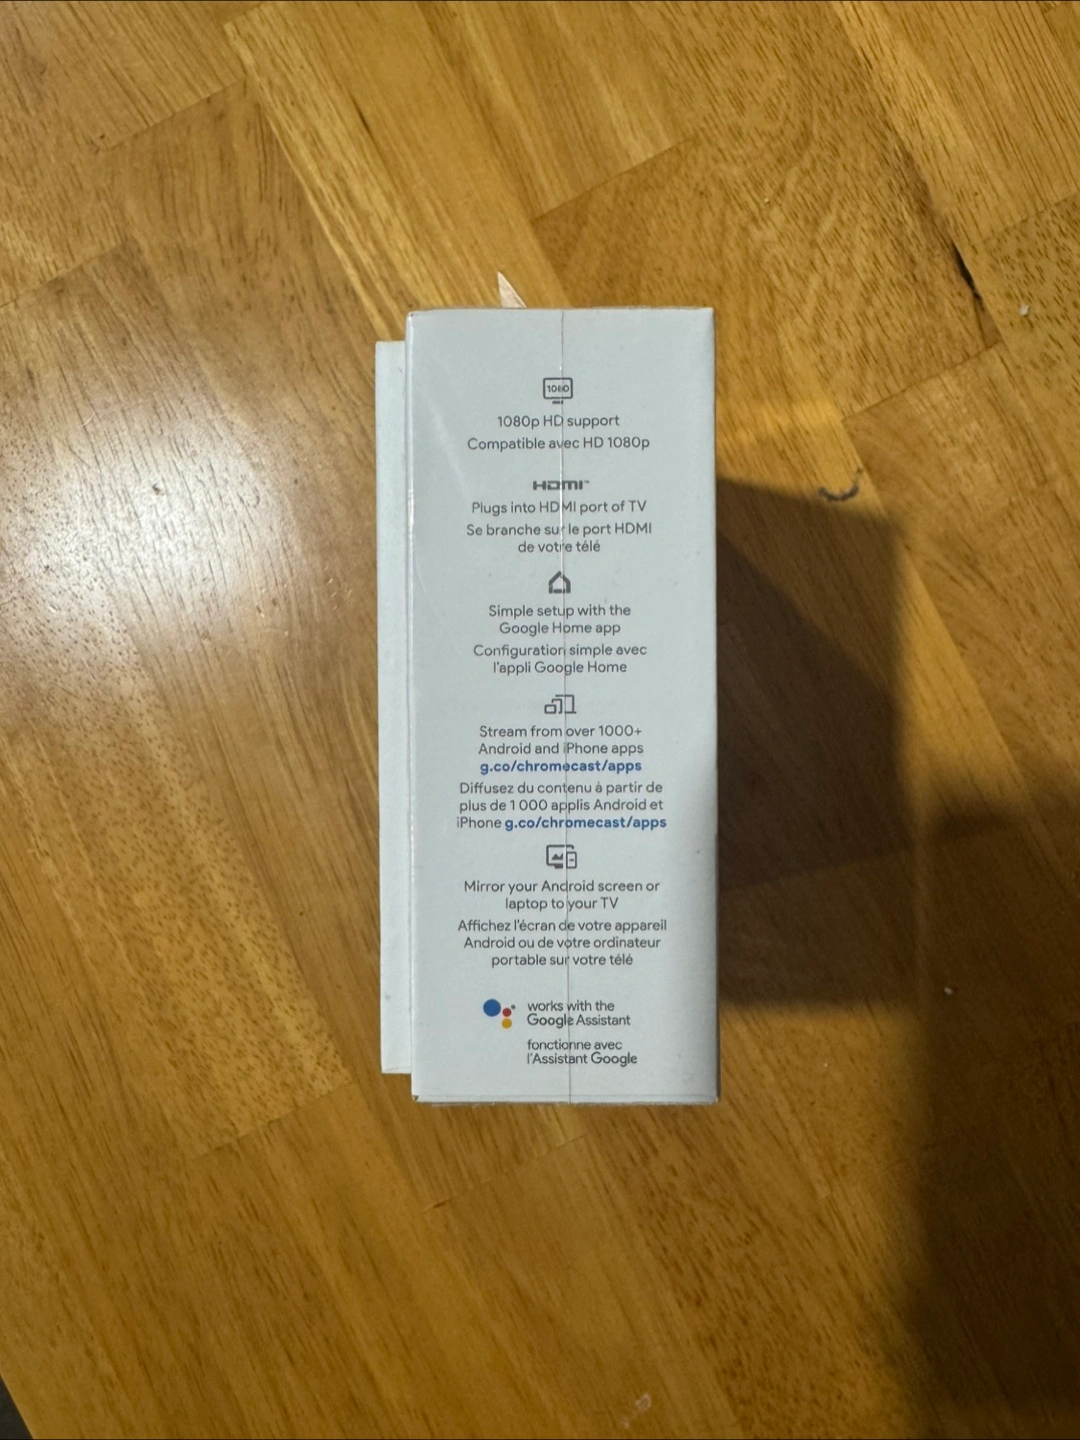 1080
1080p HD support
Compatible avec HD 1080p
HDMI™
Plugs into HDMI port of TV
Se branche sur le port HDMI
de votre télé
Simple setup with the
Google Home app
Configuration simple avec
l'appli Google Home
Stream from over 1000+
Android and iPhone apps
g.co/chromecast/apps
Diffusez du contenu à partir de
plus de 1 000 applis Android et
iPhone g.co/chromecast/apps
Mirror your Android screen or
laptop to your TV
Affichez l'écran de votre appareil
Android ou de votre ordinateur
portable sur votre télé
works with the
Google Assistant
fonctionne avec
l'Assistant Google